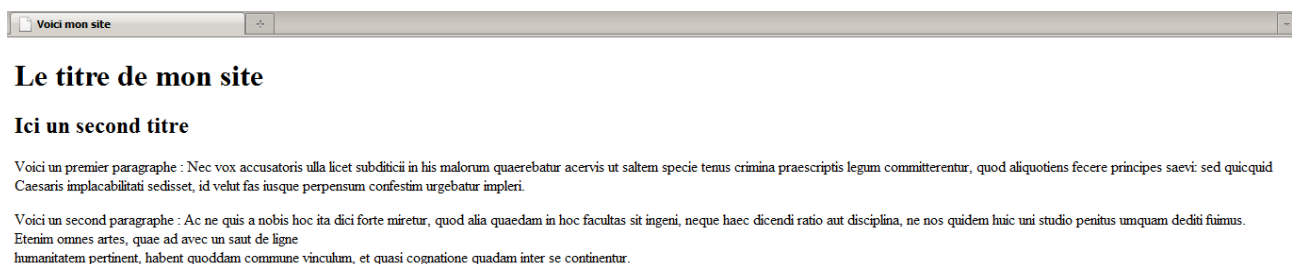 Voici mon site
Le titre de mon site
Ici un second titre
Voici un premier paragraphe : Nec vox accusatoris ulla licet subditicii in his malorum quaerebatur acervis ut saltem specie tenus crimina praescriptis legum committerentur, quod aliquotiens fecere principes saevi: sed quicquid
Caesaris implacabilitati sedisset, id velut fas iusque perpensum confestim urgebatur impleri.
Voici un second paragraphe : Ac ne quis a nobis hoc ita dici forte miretur, quod alia quaedam in hoc facultas sit ingeni, neque haec dicendi ratio aut disciplina, ne nos quidem huic uni studio penitus umquam dediti fuimus.
Etenim omnes artes, quae ad avec un saut de ligne
humanitatem pertinent, habent quoddam commune vinculum, et quasi cognatione quadam inter se continentur.